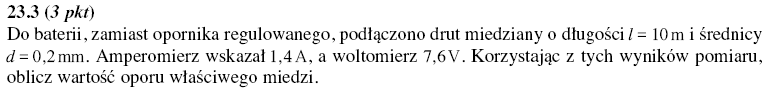 23.3 (3 pkt)
Do baterii, zamiast opornika regulowanego, podłączono drut miedziany o długości l = 10 m i średnicy
d = 0,2 mm. Amperomierz wskazał 1,4 A, a woltomierz 7,6 V. Korzystając z tych wyników pomiaru,
oblicz wartość oporu właściwego miedzi.